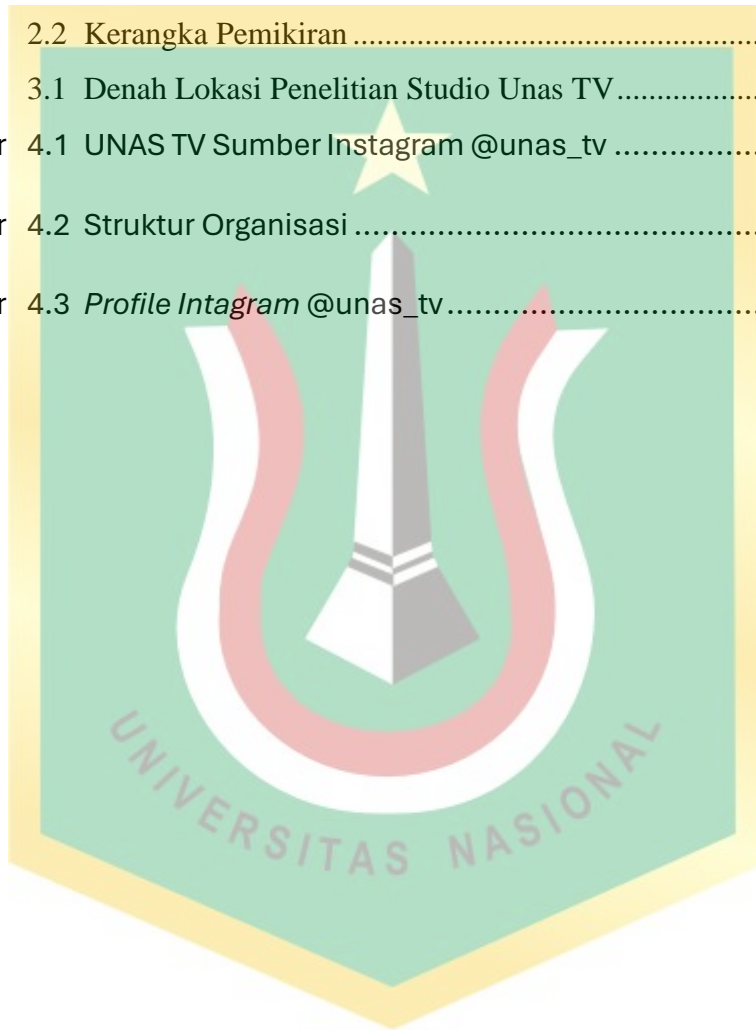 2.2 Kerangka Pemikiran ............................................
3.1 Denah Lokasi Penelitian Studio Unas TV..................
r 4.1 UNAS TV Sumber Instagram @unas_tv ................
r 4.2 Struktur Organisasi ............................................
r 4.3 Profile Intagram @unas_tv..................................
UNIVERSITAS NASIONAL